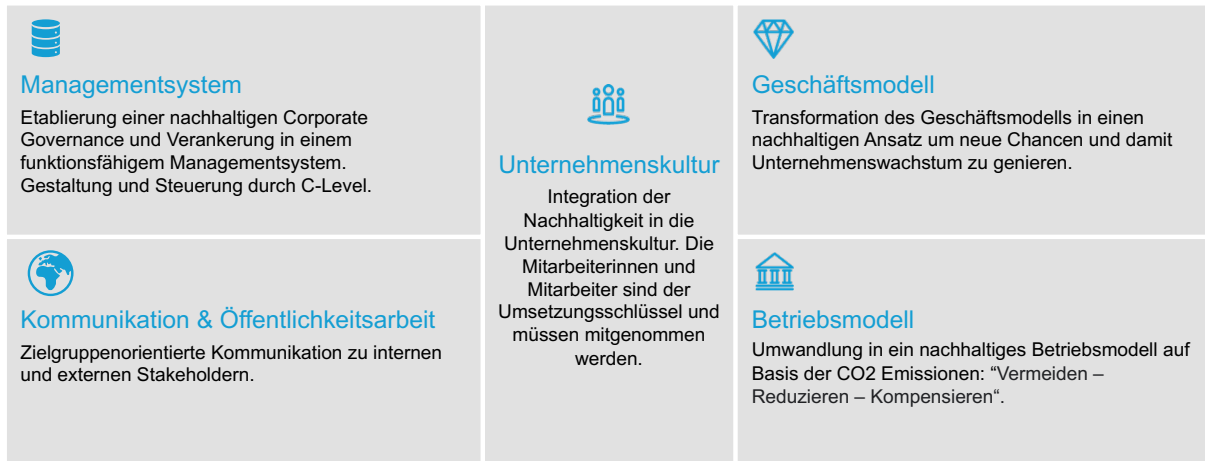 Managementsystem
Etablierung einer nachhaltigen Corporate
Governance und Verankerung in einem
funktionsfähigem Managementsystem.
Gestaltung und Steuerung durch C-Level.
Kommunikation & Öffentlichkeitsarbeit
Zielgruppenorientierte Kommunikation zu internen
und externen Stakeholdern.
Unternehmenskultur
Integration der
Nachhaltigkeit in die
Unternehmenskultur. Die
Mitarbeiterinnen und
Mitarbeiter sind der
Umsetzungsschlüssel und
müssen mitgenommen
werden.
Geschäftsmodell
Transformation des Geschäftsmodells in einen
nachhaltigen Ansatz um neue Chancen und damit
Unternehmenswachstum zu genieren.
Betriebsmodell
Umwandlung in ein nachhaltiges Betriebsmodell auf
Basis der CO2 Emissionen: “Vermeiden –
Reduzieren – Kompensieren“.